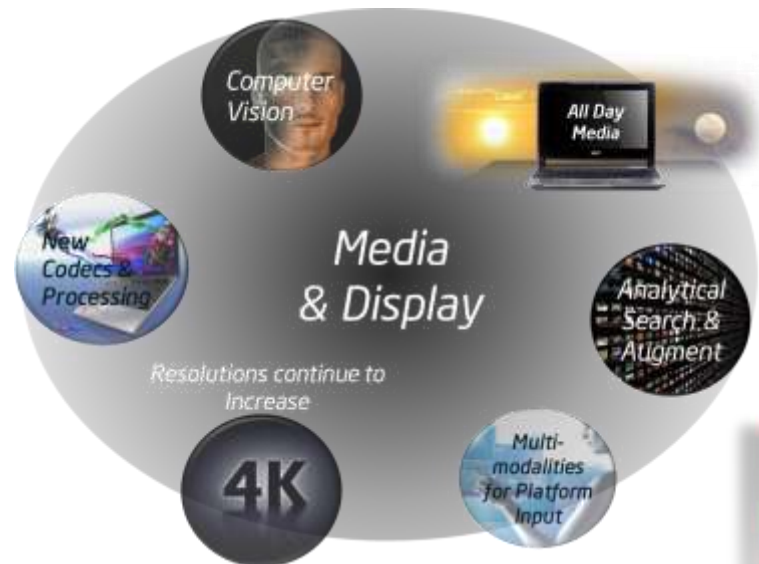 Computer
Vision
All Day
Media
New
Codecs &
Processing
Media
& Display
Analytical
Search &
Augment
Resolutions continue to
Increase
4K
Multi-
modalities
for Platform
Input